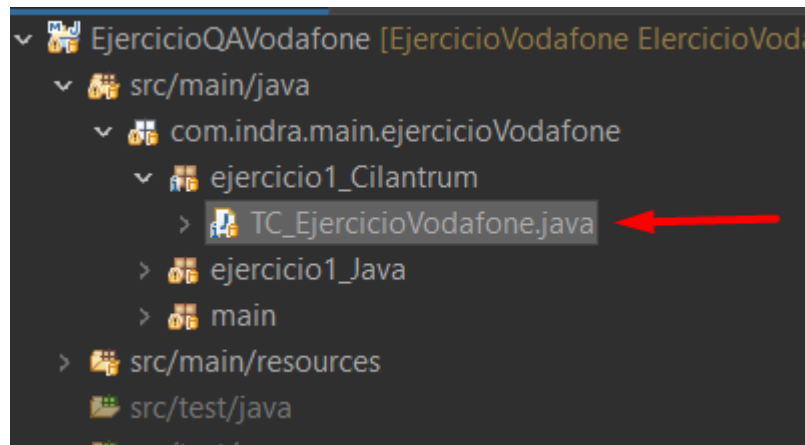 EjercicioQAVodafone [EjercicioVodafone ElercicioVoda
src/main/java
com.indra.main.ejercicioVodafone
ejercicio1_Cilantrum
TC_EjercicioVodafone.java
ejercicio1_Java
main
src/main/resources
src/test/java